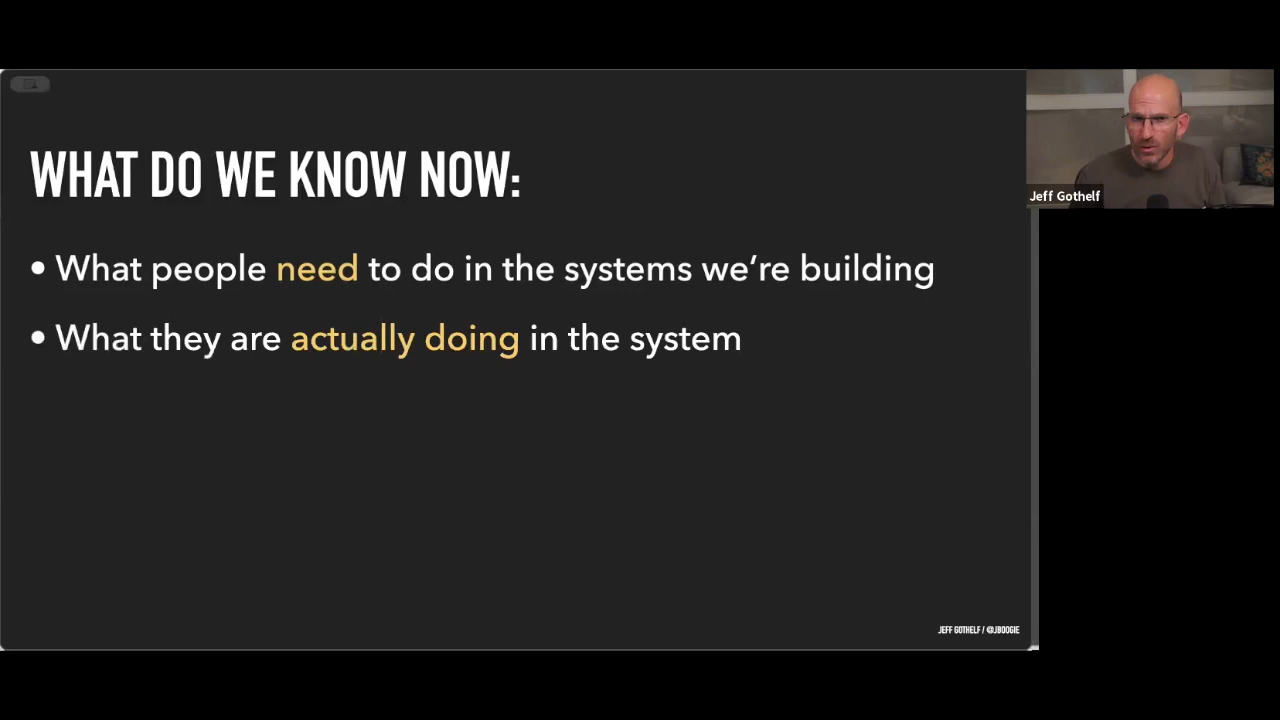 WHAT DO WE KNOW NOW:
• What people need to do in the systems we’re building
• What they are actually doing in the system
JEFF GOTHELF / @JBOOGIE
Jeff Gothelf